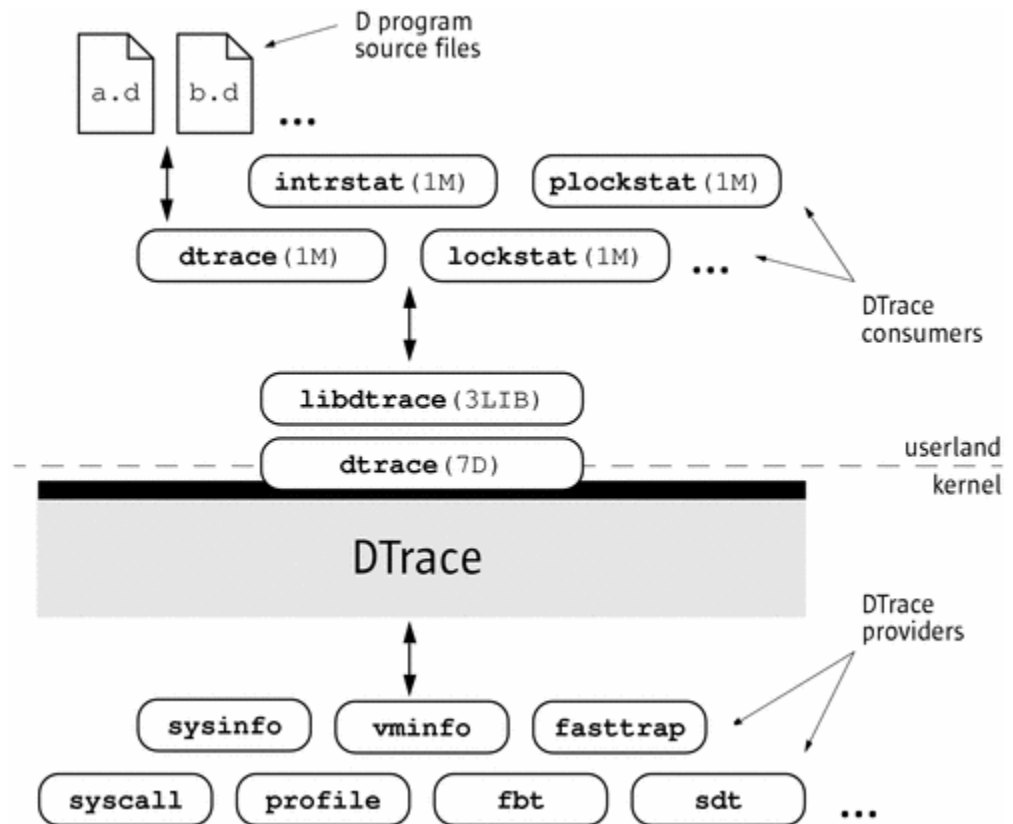 D program
source files
a.d b.d ...
intrstat(1M) plockstat(1M)
dtrace(1M) lockstat(1M) ...
DTrace
consumers
libdtrace(3LIB)
dtrace(7D)
userland
kernel
DTrace
DTrace
providers
sysinfo vminfo fasttrap
syscall profile fbt sdt ...